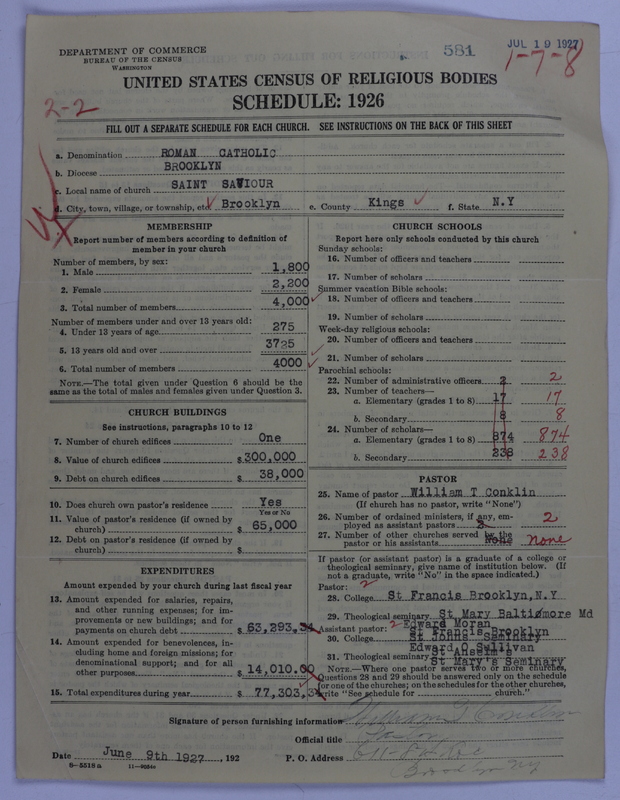 DEPARTMENT OF COMMERCE
BUREAU OF THE CENSUS
WASHINGTON
581
JUL 19 1927
1-7-8
2-2
UNITED STATES CENSUS OF RELIGIOUS BODIES
SCHEDULE: 1926
FILL OUT A SEPARATE SCHEDULE FOR EACH CHURCH. SEE INSTRUCTIONS ON THE BACK OF THIS SHEET
a. Denomination ROMAN CATHOLIC
b. Diocese BROOKLYN
c. Local name of church SAINT SAVIOUR
d. City, town, village, or township, etc. Brooklyn e. County Kings f. State N.Y
MEMBERSHIP
Report number of members according to definition of
member in your church
Number of members, by sex:
1. Male 1,800
2. Female 2,200
3. Total number of members 4,000
Number of members under and over 13 years old:
4. Under 13 years of age 275
5. 13 years old and over 3725
6. Total number of members 4000
NOTE.—The total given under Question 6 should be the
same as the total of males and females given under Question 3.
CHURCH BUILDINGS
See instructions, paragraphs 10 to 12
7. Number of church edifices One
8. Value of church edifices $300,000
9. Debt on church edifices $ 38,000
10. Does church own pastor's residence Yes
Yes or No
11. Value of pastor's residence (if owned by
church) $ 65,000
12. Debt on pastor's residence (if owned by
church) $
EXPENDITURES
Amount expended by your church during last fiscal year
13. Amount expended for salaries, repairs,
and other running expenses; for im-
provements or new buildings; and for
payments on church debt $ 63,293,34
14. Amount expended for benevolences, in-
cluding home and foreign missions; for
denominational support; and for all
other purposes $ 14,010.00
15. Total expenditures during year $ 77,303,34
CHURCH SCHOOLS
Report here only schools conducted by this church
Sunday schools:
16. Number of officers and teachers
17. Number of scholars
Summer vacation Bible schools:
18. Number of officers and teachers
19. Number of scholars
Week-day religious schools:
20. Number of officers and teachers
21. Number of scholars
Parochial schools:
22. Number of administrative officers 2 2
23. Number of teachers—
a. Elementary (grades 1 to 8) 17 17
b. Secondary 8 8
24. Number of scholars—
a. Elementary (grades 1 to 8) 874 874
b. Secondary 238 238
PASTOR
25. Name of pastor William T Conklin
(If church has no pastor, write "None")
26. Number of ordained ministers, if any, em-
ployed as assistant pastors 2 2
27. Number of other churches served by the
pastor or his assistants None None
If pastor (or assistant pastor) is a graduate of a college or
theological seminary, give name of institution below. (If
not a graduate, write "No" in the space indicated.)
Pastor: 2
28. College St Francis Brooklyn,N.Y
29. Theological seminary St Mary Baltimore Md
Assistant pastor: 2 Edward Moran
St Francis Brooklyn
30. College St Johns Seminary
Edward O Sullivan
31. Theological seminary St Anselm's
St Mary's Seminary
NOTE.—Where one pastor serves two or more churches,
Questions 28 and 29 should be answered only on the schedule
for one of the churches; on the schedules for the other churches,
write "See schedule for church."
Signature of person furnishing information William T Conklin
Official title Pastor
Date June 9th 1927 , 192 P. O. Address
Brooklyn NY
8-5518a